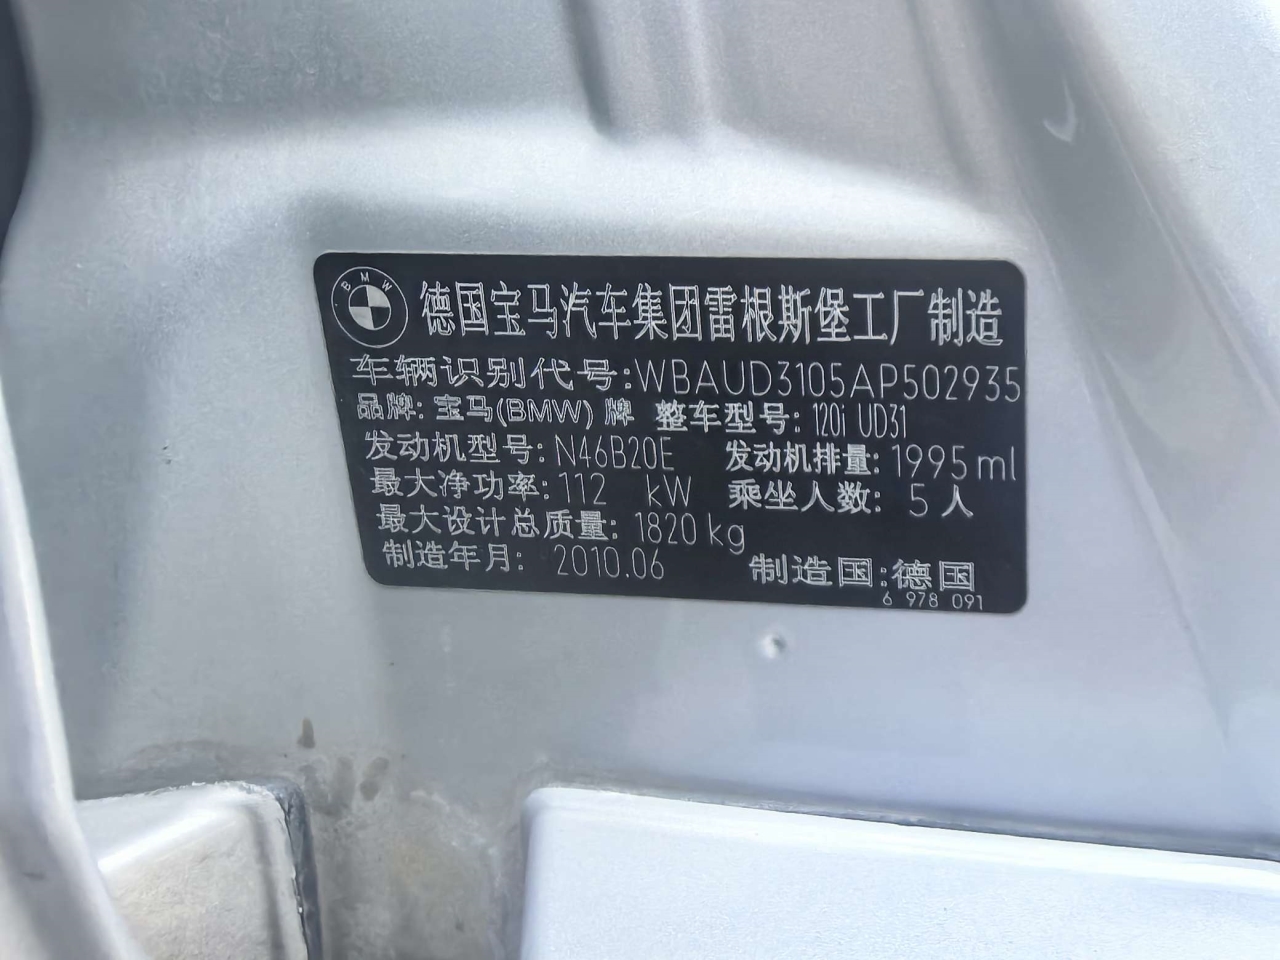 BMW
德国宝马汽车集团雷根斯堡工厂制造
车辆识别代号:WBAUD3105AP502935
品牌:宝马(BMW)牌 整车型号:120i UD31
发动机型号:N46B20E 发动机排量:1995ml
最大净功率:112 kW 乘坐人数:5人
最大设计总质量:1820kg
制造年月:2010.06 制造国:德国
6 978 091